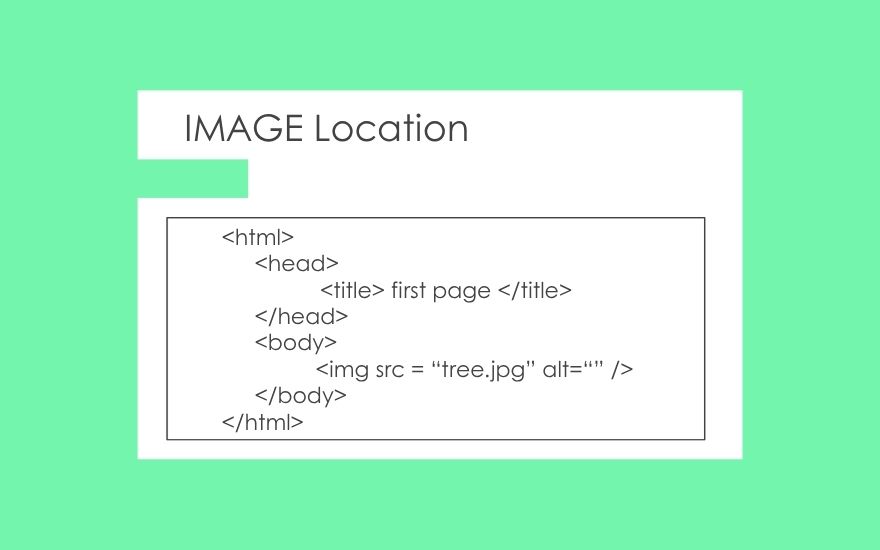 IMAGE Location
<html>
<head>
<title> first page </title>
</head>
<body>
<img src = “tree.jpg” alt=“” />
</body>
</html>